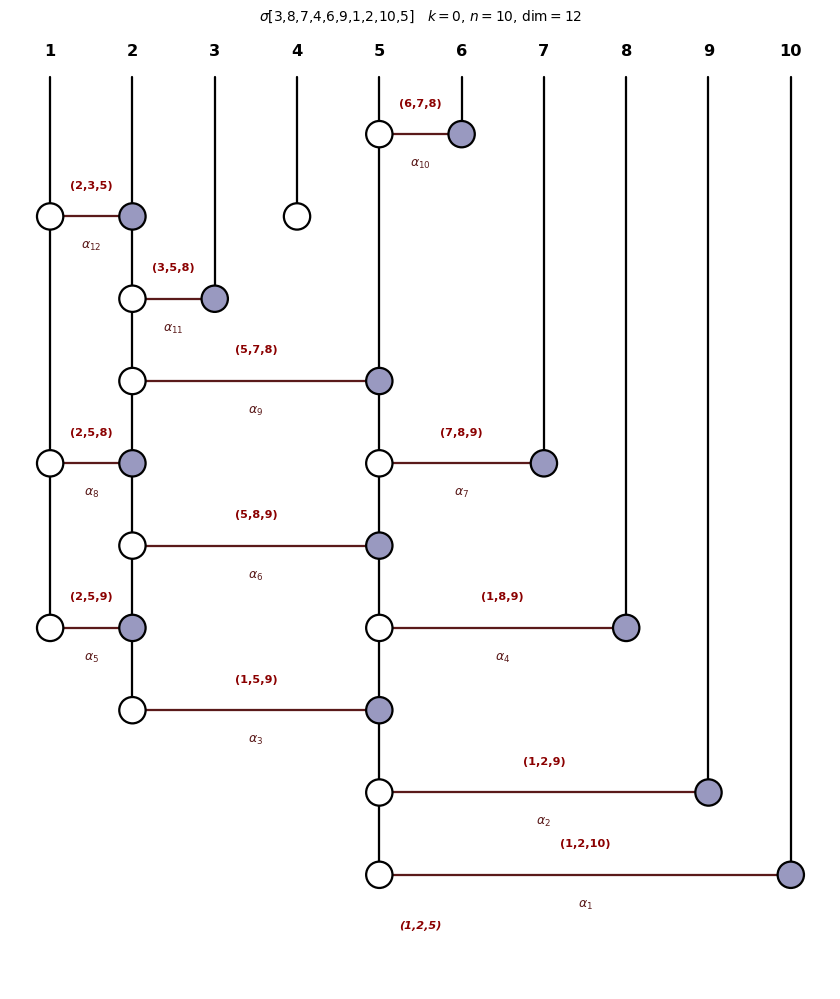 σ[3,8,7,4,6,9,1,2,10,5] k=0, n=10, dim=12
1 2 3 4 5 6 7 8 9 10
(6,7,8)
α₁₀
(2,3,5)
α₁₂
(3,5,8)
α₁₁
(5,7,8)
α₉
(2,5,8) (7,8,9)
α₈ α₇
(5,8,9)
α₆
(2,5,9) (1,8,9)
α₅ α₄
(1,5,9)
α₃
(1,2,9)
α₂
(1,2,10)
α₁
(1,2,5)